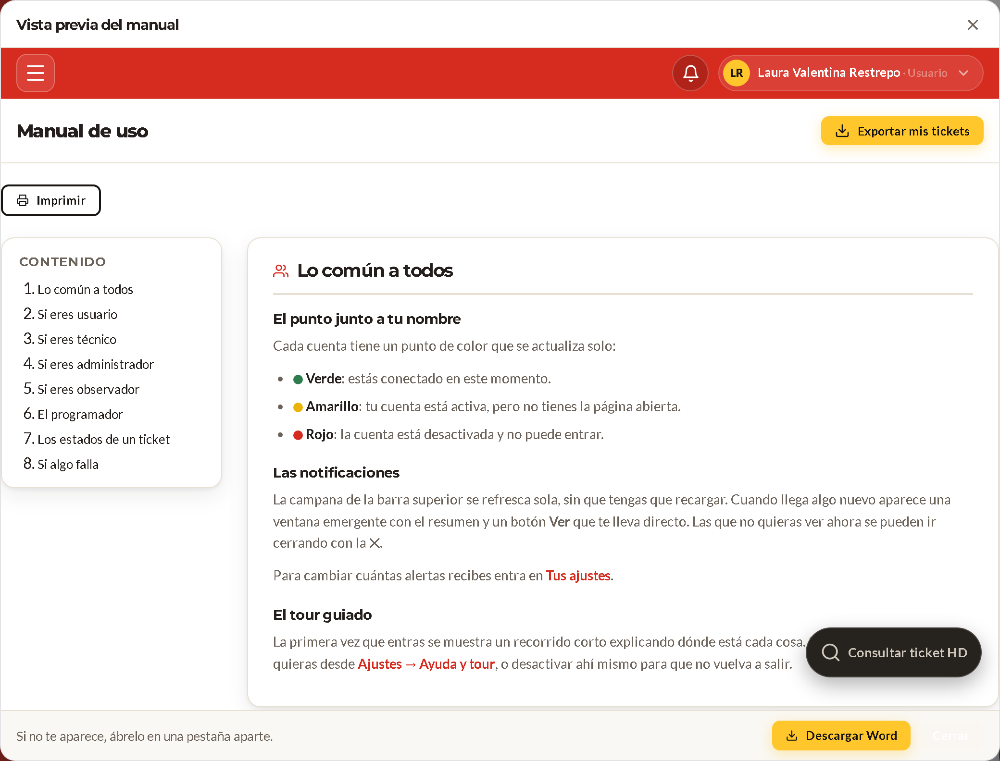 Vista previa del manual
LR Laura Valentina Restrepo · Usuario
Manual de uso
Exportar mis tickets
Imprimir
CONTENIDO
1. Lo común a todos
2. Si eres usuario
3. Si eres técnico
4. Si eres administrador
5. Si eres observador
6. El programador
7. Los estados de un ticket
8. Si algo falla
Lo común a todos
El punto junto a tu nombre
Cada cuenta tiene un punto de color que se actualiza solo:
• Verde: estás conectado en este momento.
• Amarillo: tu cuenta está activa, pero no tienes la página abierta.
• Rojo: la cuenta está desactivada y no puede entrar.
Las notificaciones
La campana de la barra superior se refresca sola, sin que tengas que recargar. Cuando llega algo nuevo aparece una
ventana emergente con el resumen y un botón Ver que te lleva directo. Las que no quieras ver ahora se pueden ir
cerrando con la ✕.
Para cambiar cuántas alertas recibes entra en Tus ajustes.
El tour guiado
La primera vez que entras se muestra un recorrido corto explicando dónde está cada cosa.
quieras desde Ajustes → Ayuda y tour, o desactivar ahí mismo para que no vuelva a salir.
Consultar ticket HD
Si no te aparece, ábrelo en una pestaña aparte.
Descargar Word
Cerrar